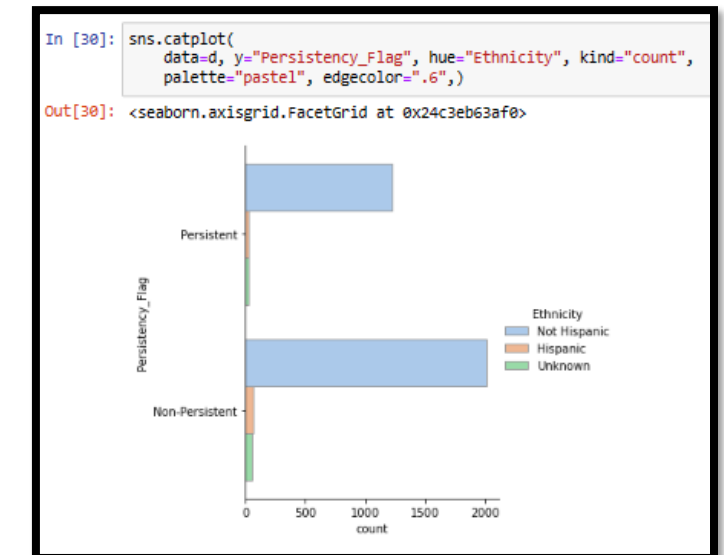 In [30]: sns.catplot(
data=d, y="Persistency_Flag", hue="Ethnicity", kind="count",
palette="pastel", edgecolor=".6",)
Out[30]: <seaborn.axisgrid.FacetGrid at 0x24c3eb63af0>
Persistent
Persistency_Flag
Non-Persistent
Ethnicity
Not Hispanic
Hispanic
Unknown
0 500 1000 1500 2000
count